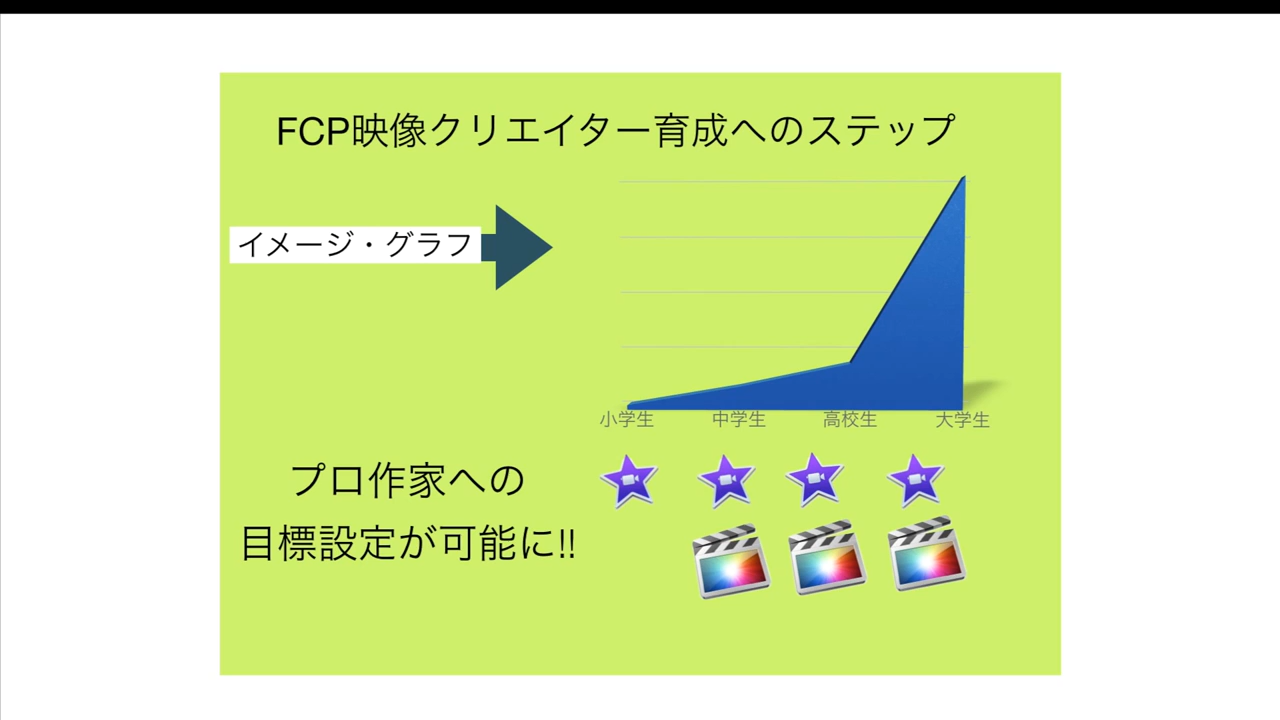 FCP映像クリエイター育成へのステップ
イメージ・グラフ
小学生 中学生 高校生 大学生
プロ作家への
目標設定が可能に!!